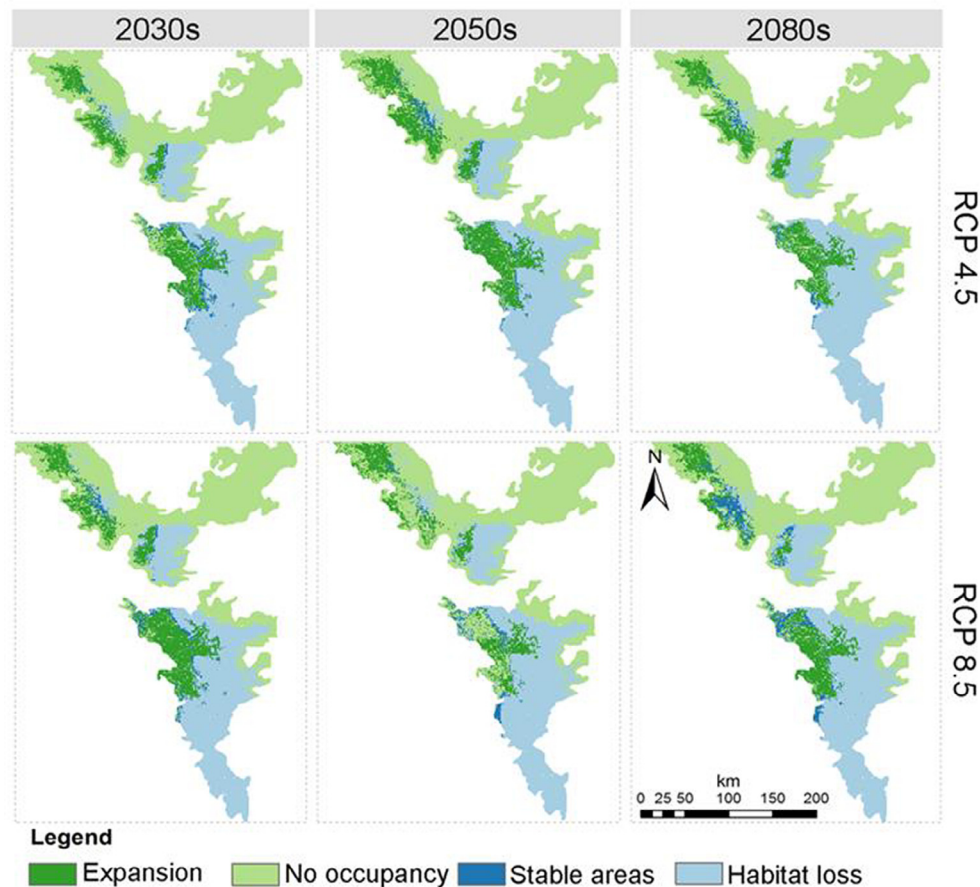 2030s 2050s 2080s
RCP 4.5
RCP 8.5
N
km
0 25 50 100 150 200
Legend
Expansion No occupancy Stable areas Habitat loss